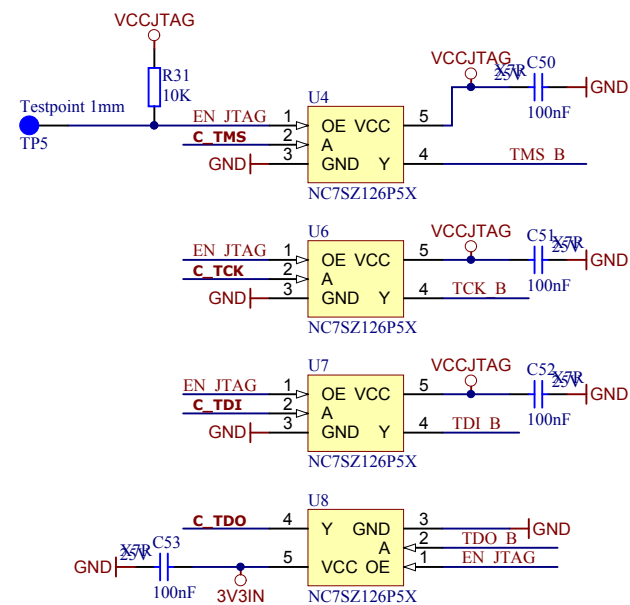 VCCJTAG
R31
10K
Testpoint 1mm
TP5
EN_JTAG
C_TMS
GND
1
2
3
U4
OE VCC
A
GND Y
NC7SZ126P5X
5
4
VCCJTAG
X7R
25V
C50
100nF
GND
TMS_B
EN_JTAG
C_TCK
GND
1
2
3
U6
OE VCC
A
GND Y
NC7SZ126P5X
5
4
VCCJTAG
C51
X7R
25V
100nF
GND
TCK_B
EN_JTAG
C_TDI
GND
1
2
3
U7
OE VCC
A
GND Y
NC7SZ126P5X
5
4
VCCJTAG
C52
X7R
25V
100nF
GND
TDI_B
C_TDO
4
5
U8
Y GND
A
VCC OE
NC7SZ126P5X
3
2
1
GND
TDO_B
EN_JTAG
GND
X7R
25V
C53
100nF
3V3IN